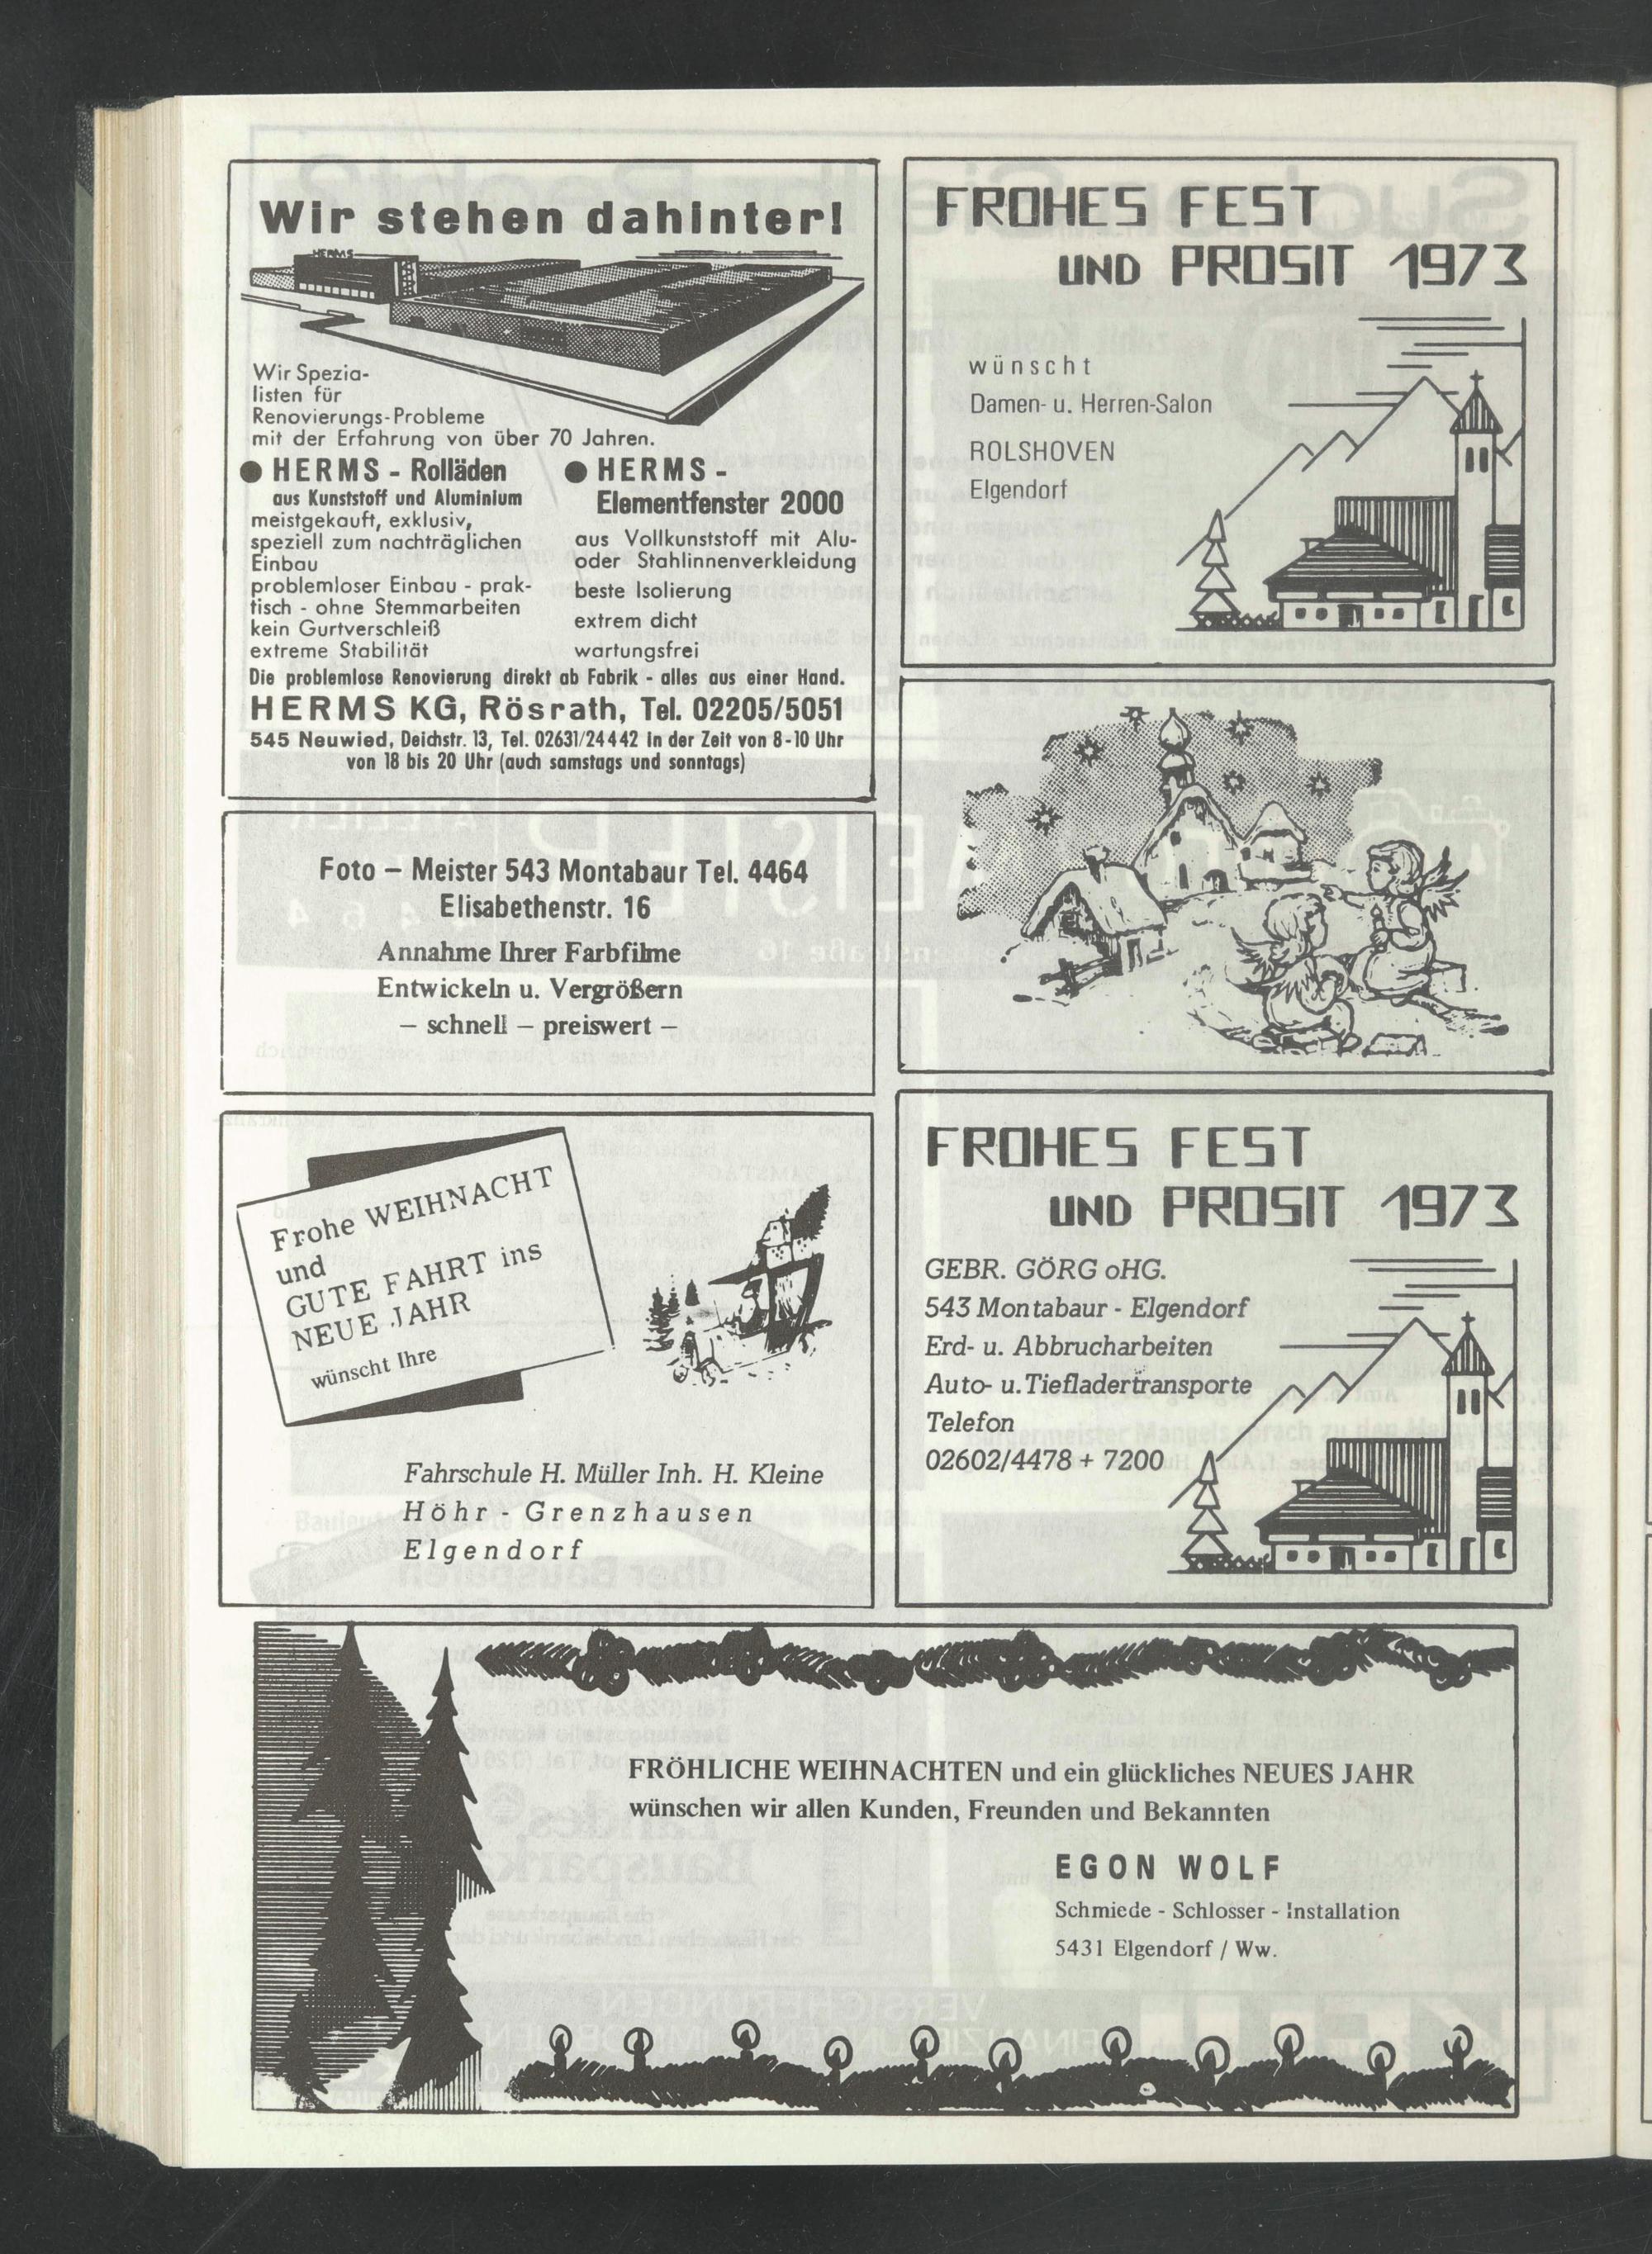 Wir stehen dahinter!
HERMS
Wir Spezia-
listen für
Renovierungs-Probleme
mit der Erfahrung von über 70 Jahren.
● HERMS - Rolläden
aus Kunststoff und Aluminium
meistgekauft, exklusiv,
speziell zum nachträglichen
Einbau
problemloser Einbau - prak-
tisch - ohne Stemmarbeiten
kein Gurtverschleiß
extreme Stabilität
● HERMS -
Elementfenster 2000
aus Vollkunststoff mit Alu-
oder Stahlinnenverkleidung
beste Isolierung
extrem dicht
wartungsfrei
Die problemlose Renovierung direkt ab Fabrik - alles aus einer Hand.
HERMS KG, Rösrath, Tel. 02205/5051
545 Neuwied, Deichstr. 13, Tel. 02631/24442 in der Zeit von 8-10 Uhr
von 18 bis 20 Uhr (auch samstags und sonntags)
Foto – Meister 543 Montabaur Tel. 4464
Elisabethenstr. 16
Annahme Ihrer Farbfilme
Entwickeln u. Vergrößern
– schnell – preiswert –
Frohe WEIHNACHT
und
GUTE FAHRT ins
NEUE JAHR
wünscht Ihre
Fahrschule H. Müller Inh. H. Kleine
Höhr - Grenzhausen
Elgendorf
FROHES FEST
UND PROSIT 1973
wünscht
Damen- u. Herren-Salon
ROLSHOVEN
Elgendorf
FROHES FEST
UND PROSIT 1973
GEBR. GÖRG oHG.
543 Montabaur - Elgendorf
Erd- u. Abbrucharbeiten
Auto- u. Tiefladertransporte
Telefon
02602/4478 + 7200
FRÖHLICHE WEIHNACHTEN und ein glückliches NEUES JAHR
wünschen wir allen Kunden, Freunden und Bekannten
EGON WOLF
Schmiede - Schlosser - Installation
5431 Elgendorf / Ww.